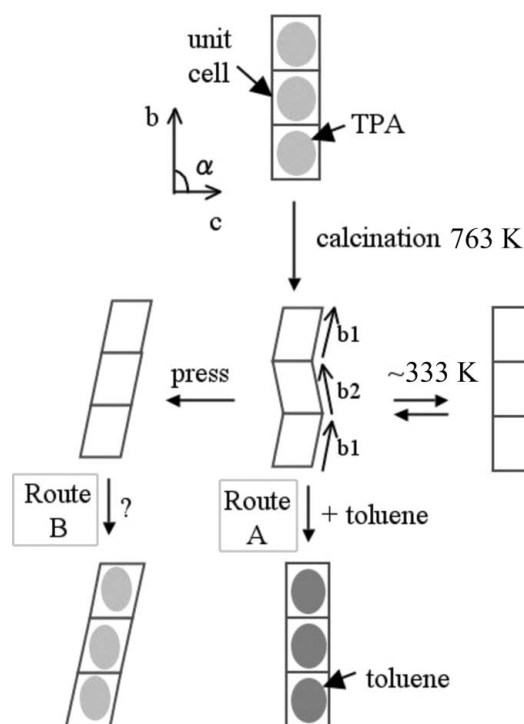 unit
cell
TPA
b
α
c
calcination 763 K
b1
press
b2
~333 K
b1
Route
B
?
Route
A
+ toluene
toluene